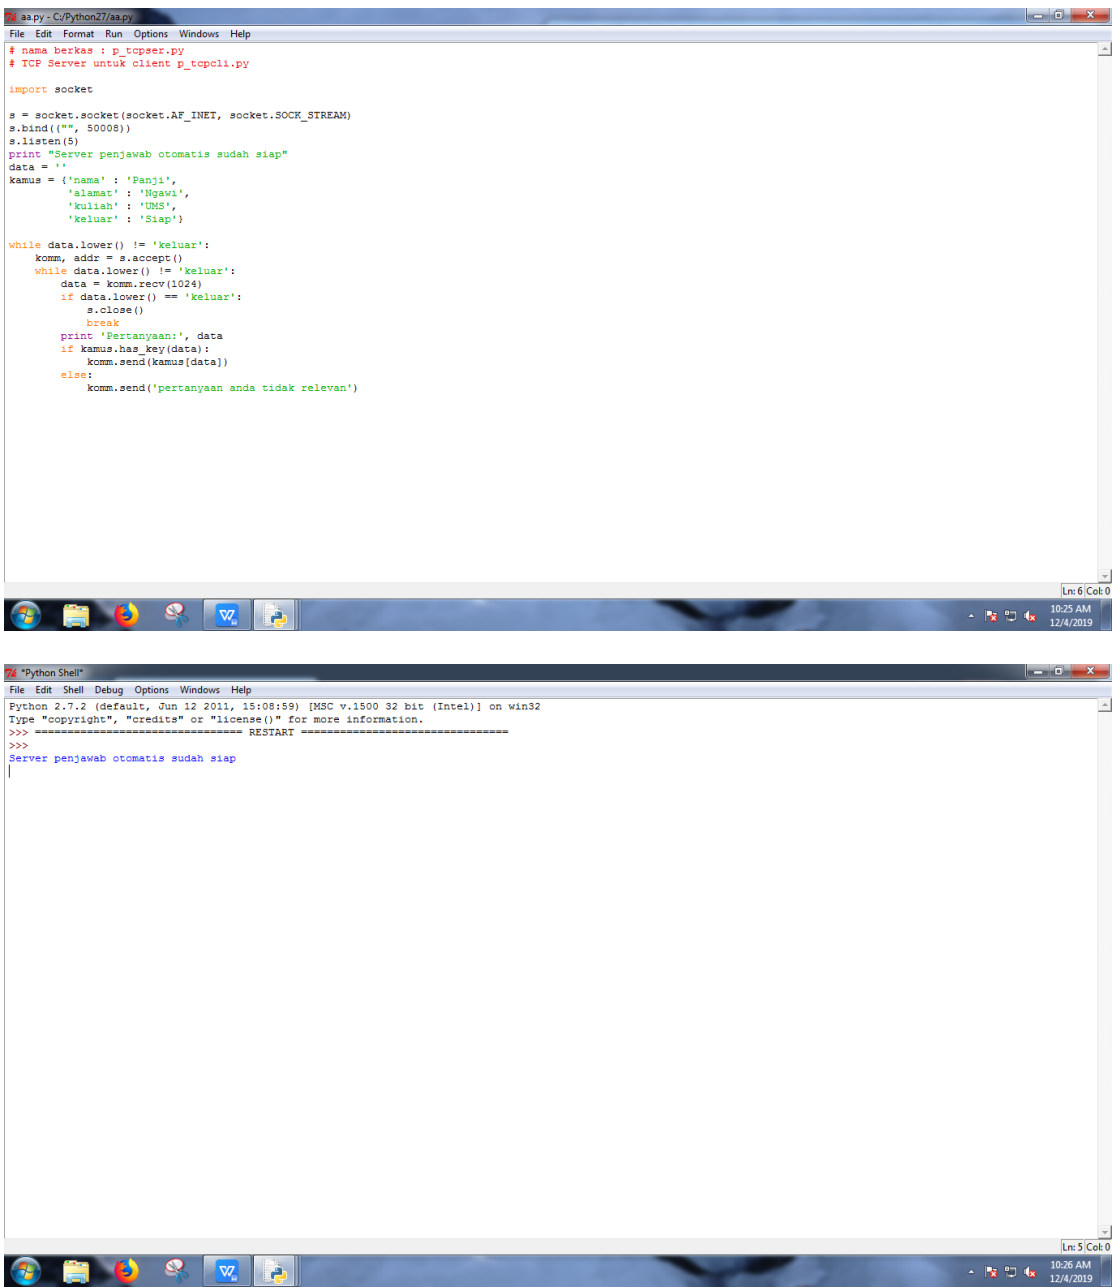 aa.py - C:/Python27/aa.py
File Edit Format Run Options Windows Help
# nama berkas : p_tcpser.py
# TCP Server untuk client p_tcpcli.py
import socket
s = socket.socket(socket.AF_INET, socket.SOCK_STREAM)
s.bind(("", 50008))
s.listen(5)
print "Server penjawab otomatis sudah siap"
data = ''
kamus = {'nama' : 'Panji',
'alamat' : 'Ngawi',
'kuliah' : 'UMS',
'keluar' : 'Siap'}
while data.lower() != 'keluar':
    komm, addr = s.accept()
    while data.lower() != 'keluar':
        data = komm.recv(1024)
        if data.lower() == 'keluar':
            s.close()
            break
        print 'Pertanyaan:', data
        if kamus.has_key(data):
            komm.send(kamus[data])
        else:
            komm.send('pertanyaan anda tidak relevan')
Ln: 6 Col: 0
10:25 AM
12/4/2019
*Python Shell*
File Edit Shell Debug Options Windows Help
Python 2.7.2 (default, Jun 12 2011, 15:08:59) [MSC v.1500 32 bit (Intel)] on win32
Type "copyright", "credits" or "license()" for more information.
>>> ================================ RESTART ================================
>>>
Server penjawab otomatis sudah siap
Ln: 5 Col: 0
10:26 AM
12/4/2019